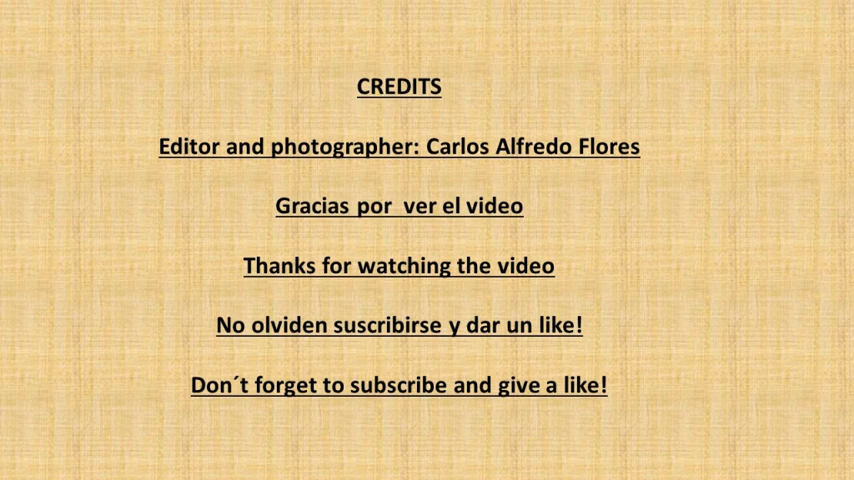 CREDITS
Editor and photographer: Carlos Alfredo Flores
Gracias por  ver el video
Thanks for watching the video
No olviden suscribirse y dar un like!
Don´t forget to subscribe and give a like!